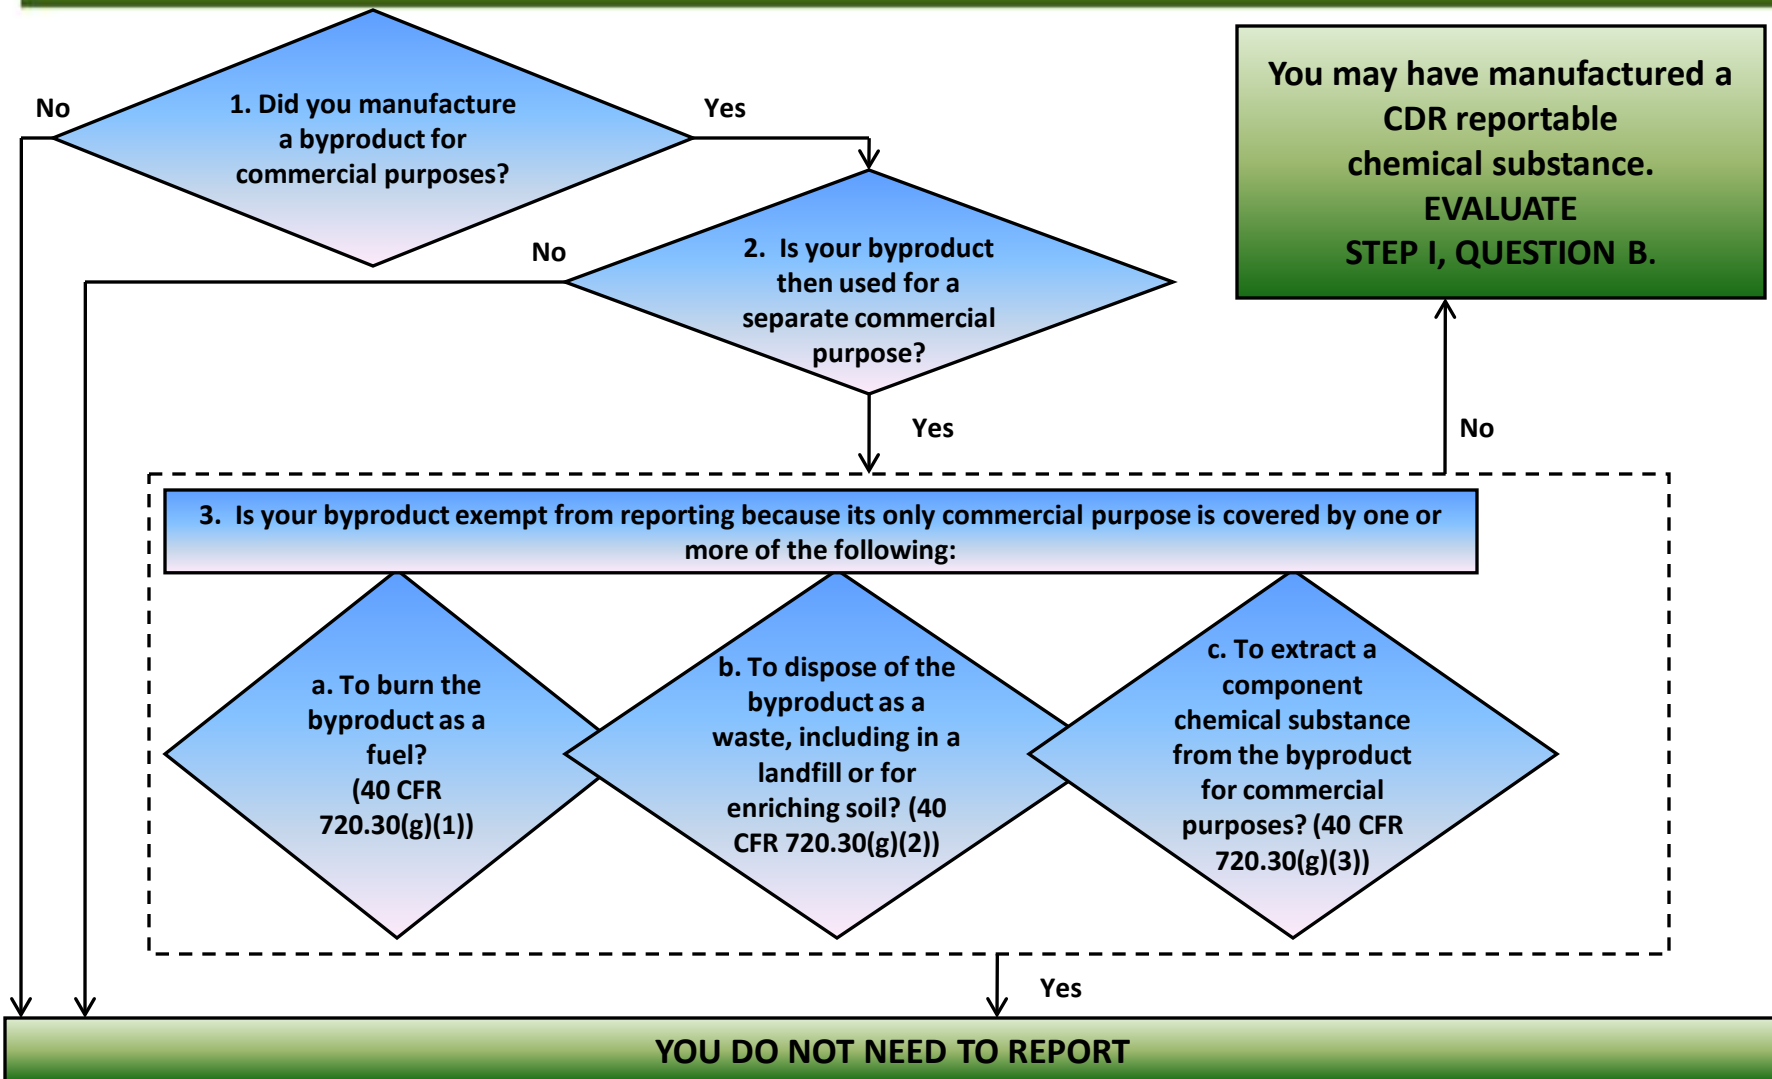 No
1. Did you manufacture
a byproduct for
commercial purposes?
Yes
You may have manufactured a
CDR reportable
chemical substance.
EVALUATE
STEP I, QUESTION B.
No
2. Is your byproduct
then used for a
separate commercial
purpose?
Yes
No
3. Is your byproduct exempt from reporting because its only commercial purpose is covered by one or
more of the following:
a. To burn the
byproduct as a
fuel?
(40 CFR
720.30(g)(1))
b. To dispose of the
byproduct as a
waste, including in a
landfill or for
enriching soil? (40
CFR 720.30(g)(2))
c. To extract a
component
chemical substance
from the byproduct
for commercial
purposes? (40 CFR
720.30(g)(3))
Yes
YOU DO NOT NEED TO REPORT